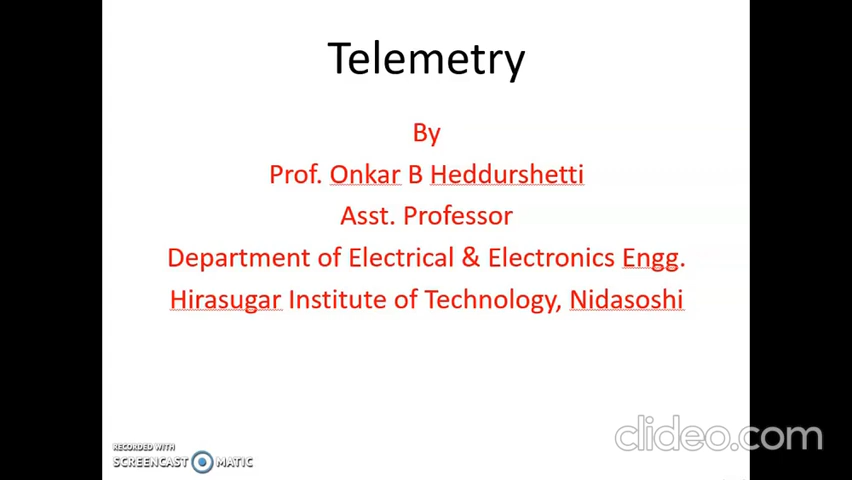 Telemetry
By
Prof. Onkar B Heddurshetti
Asst. Professor
Department of Electrical & Electronics Engg.
Hirasugar Institute of Technology, Nidasoshi
clideo.com
RECORDED WITH
SCREENCAST MATIC